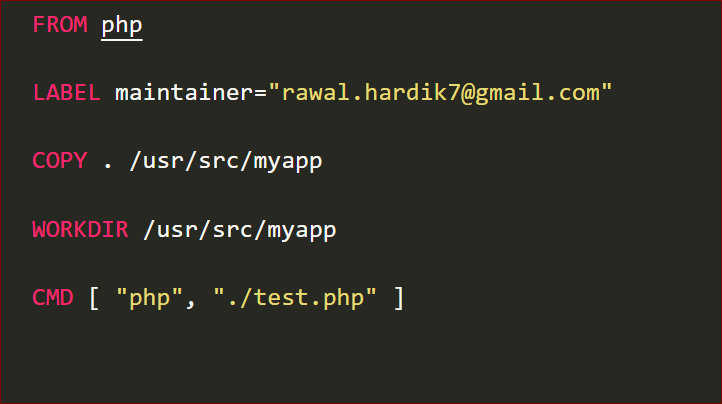 FROM php
LABEL maintainer="rawal.hardik7@gmail.com"
COPY . /usr/src/myapp
WORKDIR /usr/src/myapp
CMD [ "php", "./test.php" ]